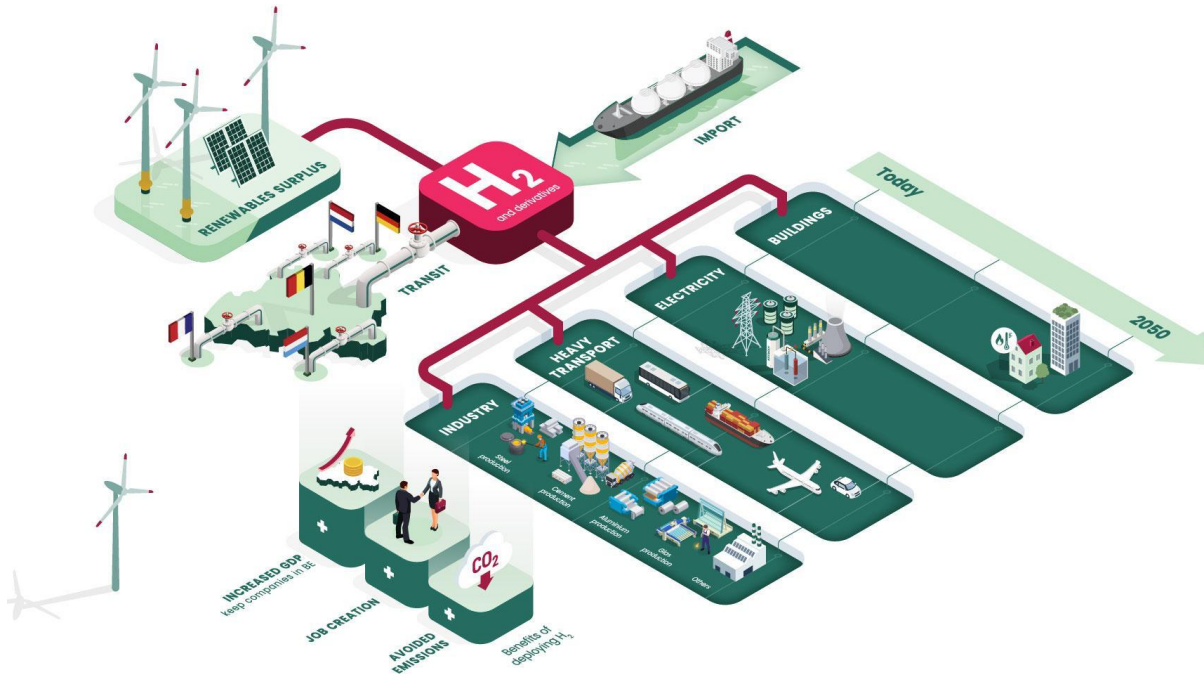 RENEWABLES SURPLUS
H2
and derivatives
IMPORT
TRANSIT
Today
2050
BUILDINGS
ELECTRICITY
HEAVY
TRANSPORT
INDUSTRY
Steel
production
Cement
production
Aluminium
production
Glas
production
Others
INCREASED GDP
keep companies in BE
JOB CREATION
CO2
AVOIDED
EMISSIONS
Benefits of
deploying H2